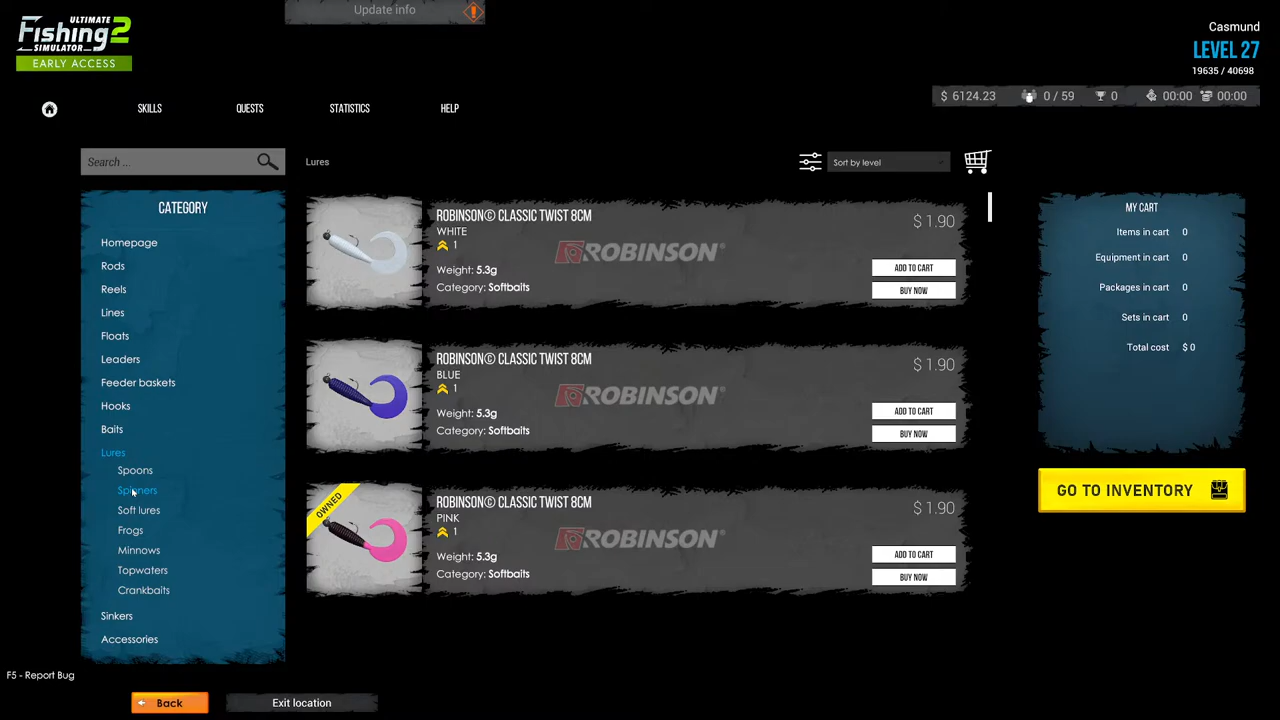 Update info
ULTIMATE
Fishing 2
SIMULATOR
EARLY ACCESS
Casmund
LEVEL 27
19635 / 40698
SKILLS
QUESTS
STATISTICS
HELP
$ 6124.23
0 / 59
0
00:00
00:00
Search ...
Lures
Sort by level
CATEGORY
Homepage
Rods
Reels
Lines
Floats
Leaders
Feeder baskets
Hooks
Baits
Lures
Spoons
Spinners
Soft lures
Frogs
Minnows
Topwaters
Crankbaits
Sinkers
Accessories
ROBINSON© CLASSIC TWIST 8CM
WHITE
1
Weight: 5.3g
Category: Softbaits
ROBINSON®
$ 1.90
ADD TO CART
BUY NOW
ROBINSON© CLASSIC TWIST 8CM
BLUE
1
Weight: 5.3g
Category: Softbaits
ROBINSON®
$ 1.90
ADD TO CART
BUY NOW
OWNED
ROBINSON© CLASSIC TWIST 8CM
PINK
1
Weight: 5.3g
Category: Softbaits
ROBINSON®
$ 1.90
ADD TO CART
BUY NOW
MY CART
Items in cart 0
Equipment in cart 0
Packages in cart 0
Sets in cart 0
Total cost $ 0
GO TO INVENTORY
F5 - Report Bug
Back
Exit location